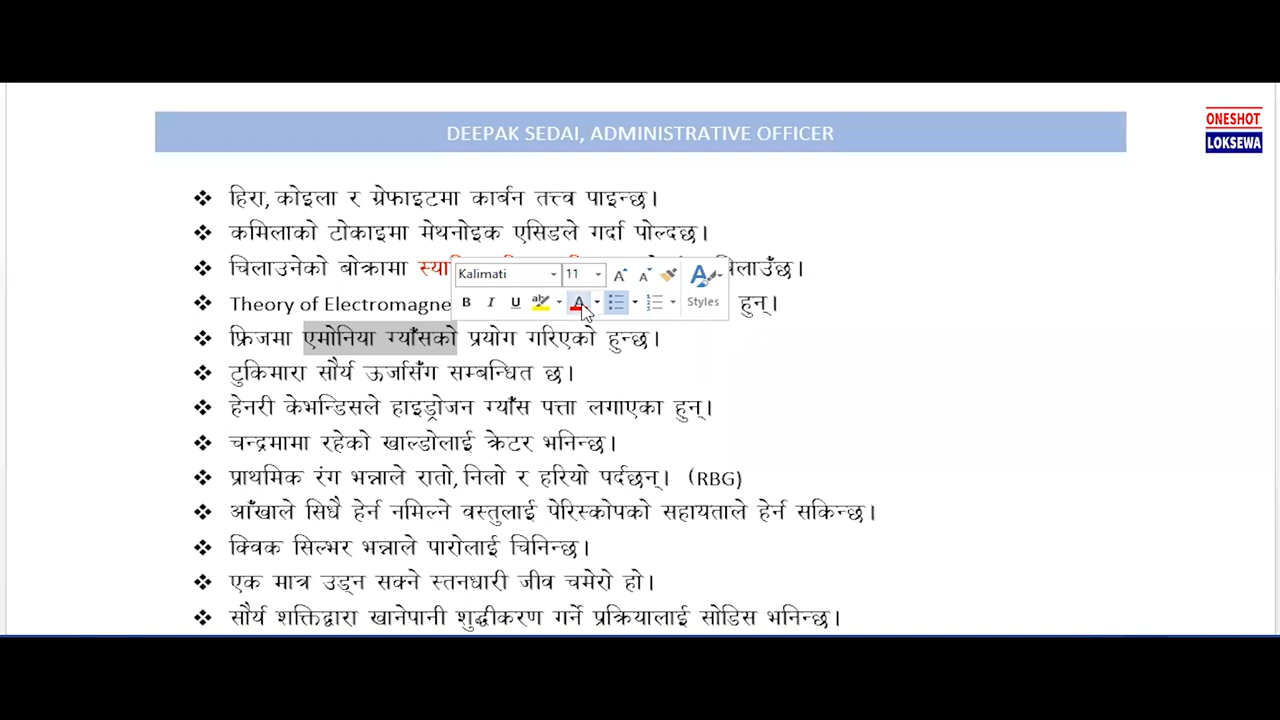 DEEPAK SEDAI, ADMINISTRATIVE OFFICER
ONESHOT
LOKSEWA
❖ हिरा, कोइला र ग्रेफाइटमा कार्बन तत्त्व पाइन्छ।
❖ कमिलाको टोकाइमा मेथनोइक एसिडले गर्दा पोल्दछ।
❖ चिलाउनेको बोक्रामा
Kalimati 11
❖ Theory of Electromagne हुन्।
B I U Styles
❖ फ्रिजमा एमोनिया ग्याँसको प्रयोग गरिएको हुन्छ।
❖ टुकिमारा सौर्य ऊर्जासँग सम्बन्धित छ।
❖ हेनरी केभन्डिसले हाइड्रोजन ग्याँस पत्ता लगाएका हुन्।
❖ चन्द्रमामा रहेको खाल्डोलाई क्रेटर भनिन्छ।
❖ प्राथमिक रंग भन्नाले रातो, निलो र हरियो पर्दछन्। (RBG)
❖ आँखाले सिधै हेर्न नमिल्ने वस्तुलाई पेरिस्कोपको सहायताले हेर्न सकिन्छ।
❖ क्विक सिल्भर भन्नाले पारोलाई चिनिन्छ।
❖ एक मात्र उड्न सक्ने स्तनधारी जीव चमेरो हो।
❖ सौर्य शक्तिद्वारा खानेपानी शुद्धीकरण गर्ने प्रक्रियालाई सोडिस भनिन्छ।